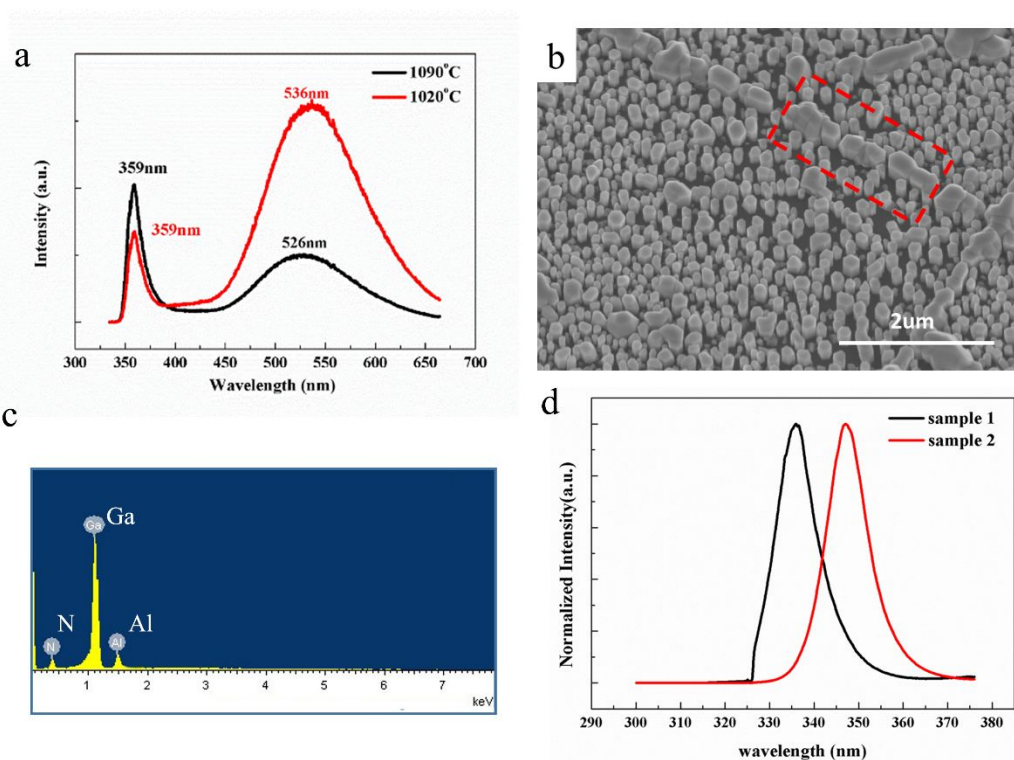 a
1090°C
1020°C
536nm
359nm
359nm
526nm
Intensity (a.u.)
300 350 400 450 500 550 600 650 700
Wavelength (nm)
b
2um
c
Ga Ga
N Al
N Al
1 2 3 4 5 6 7
keV
d
sample 1
sample 2
Normalized Intensity(a.u.)
290 300 310 320 330 340 350 360 370 380
wavelength (nm)